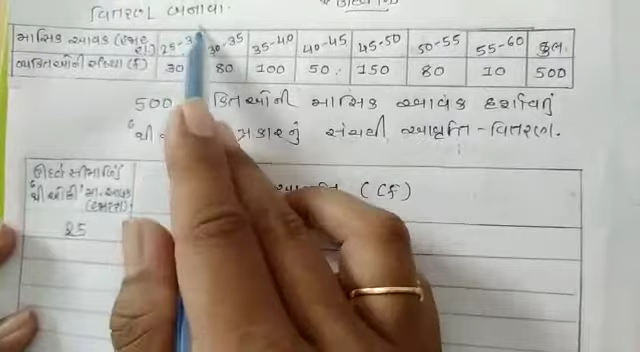 વિતરણ બનાવો.
માસિક આવક (હજાર રૂ.) 25-3 30-35 35-40 40-45 45-50 50-55 55-60 કુલ
વ્યક્તિઓની સંખ્યા (f) 30 80 100 50 150 80 10 500
500 ક્તિઓની માસિક આવક દર્શાવતું
'થી પ્રકારનું સંચયી આવૃત્તિ-વિતરણ.
ઊર્ધ્વ સીમાબિંદુ
'થી ઓછી' મા. આવક (cf)
(હજાર રૂ.)
25